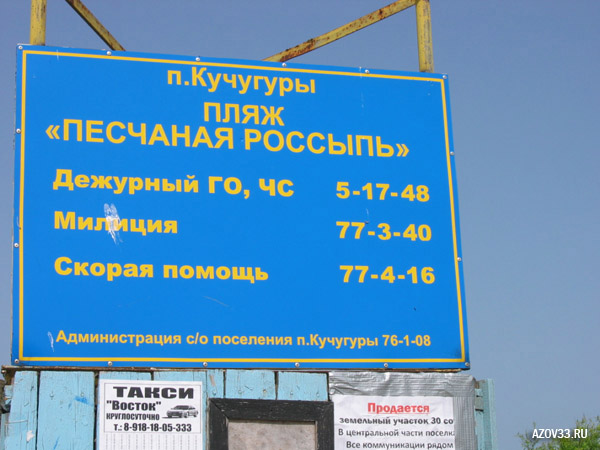 п.Кучугуры
ПЛЯЖ
«ПЕСЧАНАЯ РОССЫПЬ»
Дежурный ГО, ЧС 5-17-48
Милиция 77-3-40
Скорая помощь 77-4-16
Администрация с/о поселения п.Кучугуры 76-1-08
ТАКСИ
"Восток"
КРУГЛОСУТОЧНО
т.: 8-918-18-05-333
Продается
земельный участок 30 со
В центральной части поселк
Все коммуникации рядом
AZOV33.RU